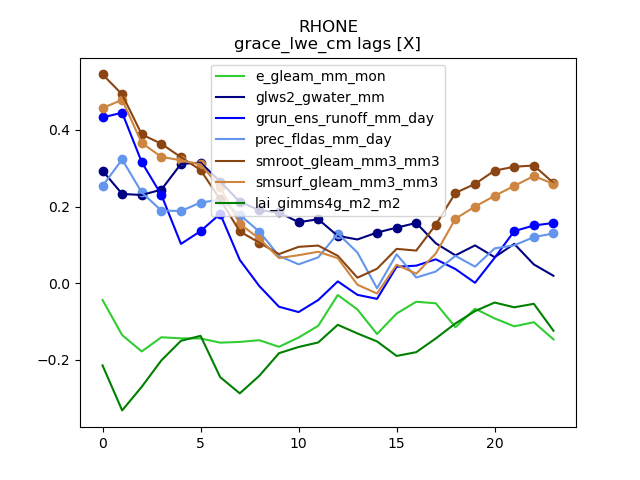 RHONE
grace_lwe_cm lags [X]
e_gleam_mm_mon
glws2_gwater_mm
grun_ens_runoff_mm_day
prec_fldas_mm_day
smroot_gleam_mm3_mm3
smsurf_gleam_mm3_mm3
lai_gimms4g_m2_m2
0.4
0.2
0.0
−0.2
0
5
10
15
20